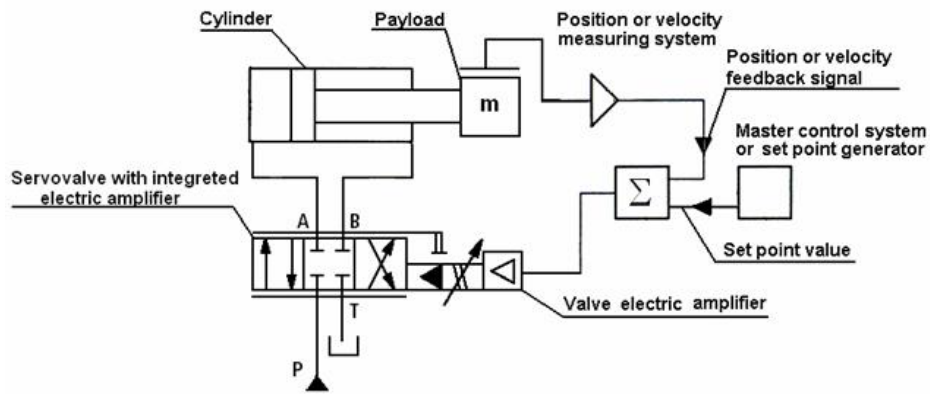 Cylinder
Payload
Position or velocity
measuring system
Position or velocity
feedback signal
m
Master control system
or set point generator
Servovalve with integreted
electric amplifier
Σ
A
B
Set point value
T
Valve electric amplifier
P